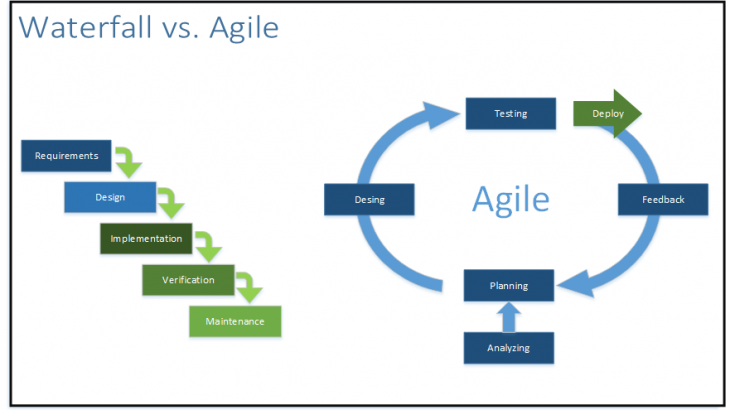 Waterfall vs. Agile
Requirements
Design
Implementation
Verification
Maintenance
Testing
Deploy
Desing
Agile
Feedback
Planning
Analyzing